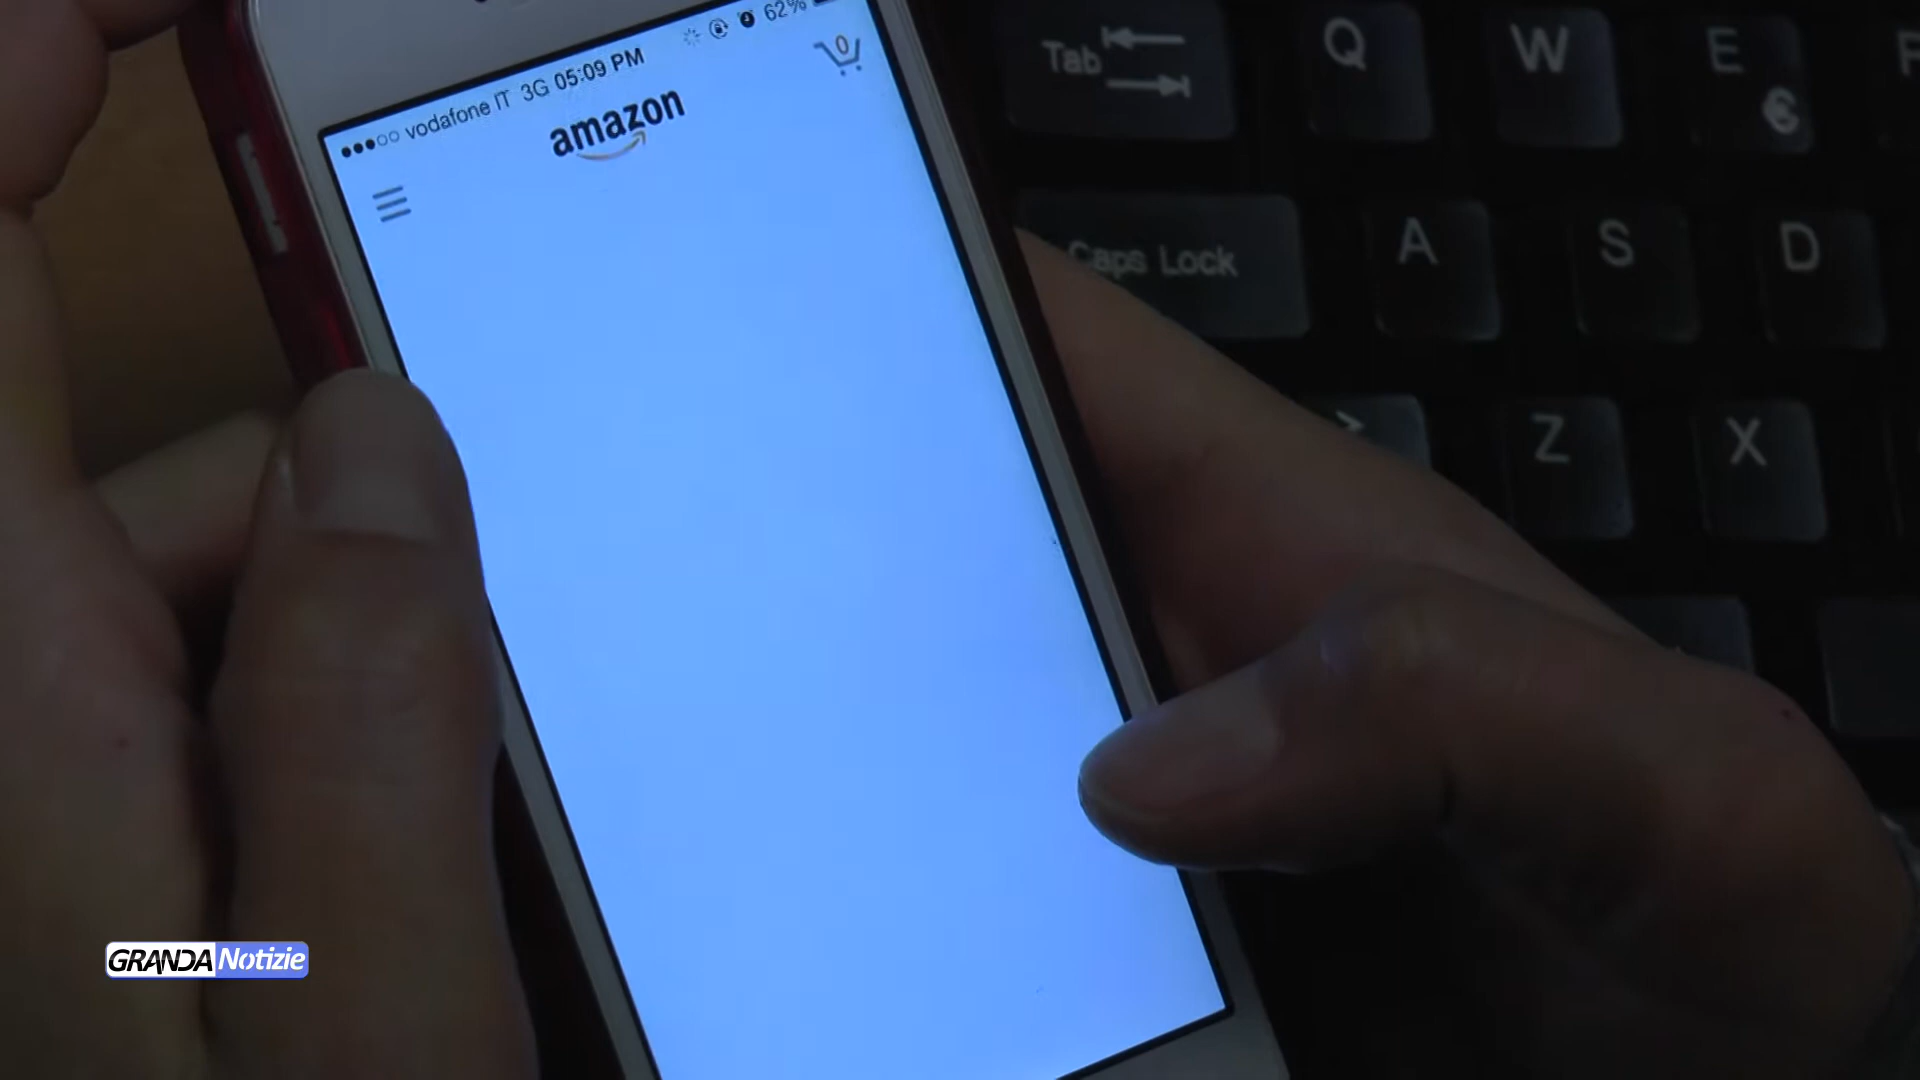 ●●●○○ vodafone IT 3G 05:09 PM 62%
amazon
0
Tab Q W E €
Caps Lock A S D
> Z X
GRANDA Notizie